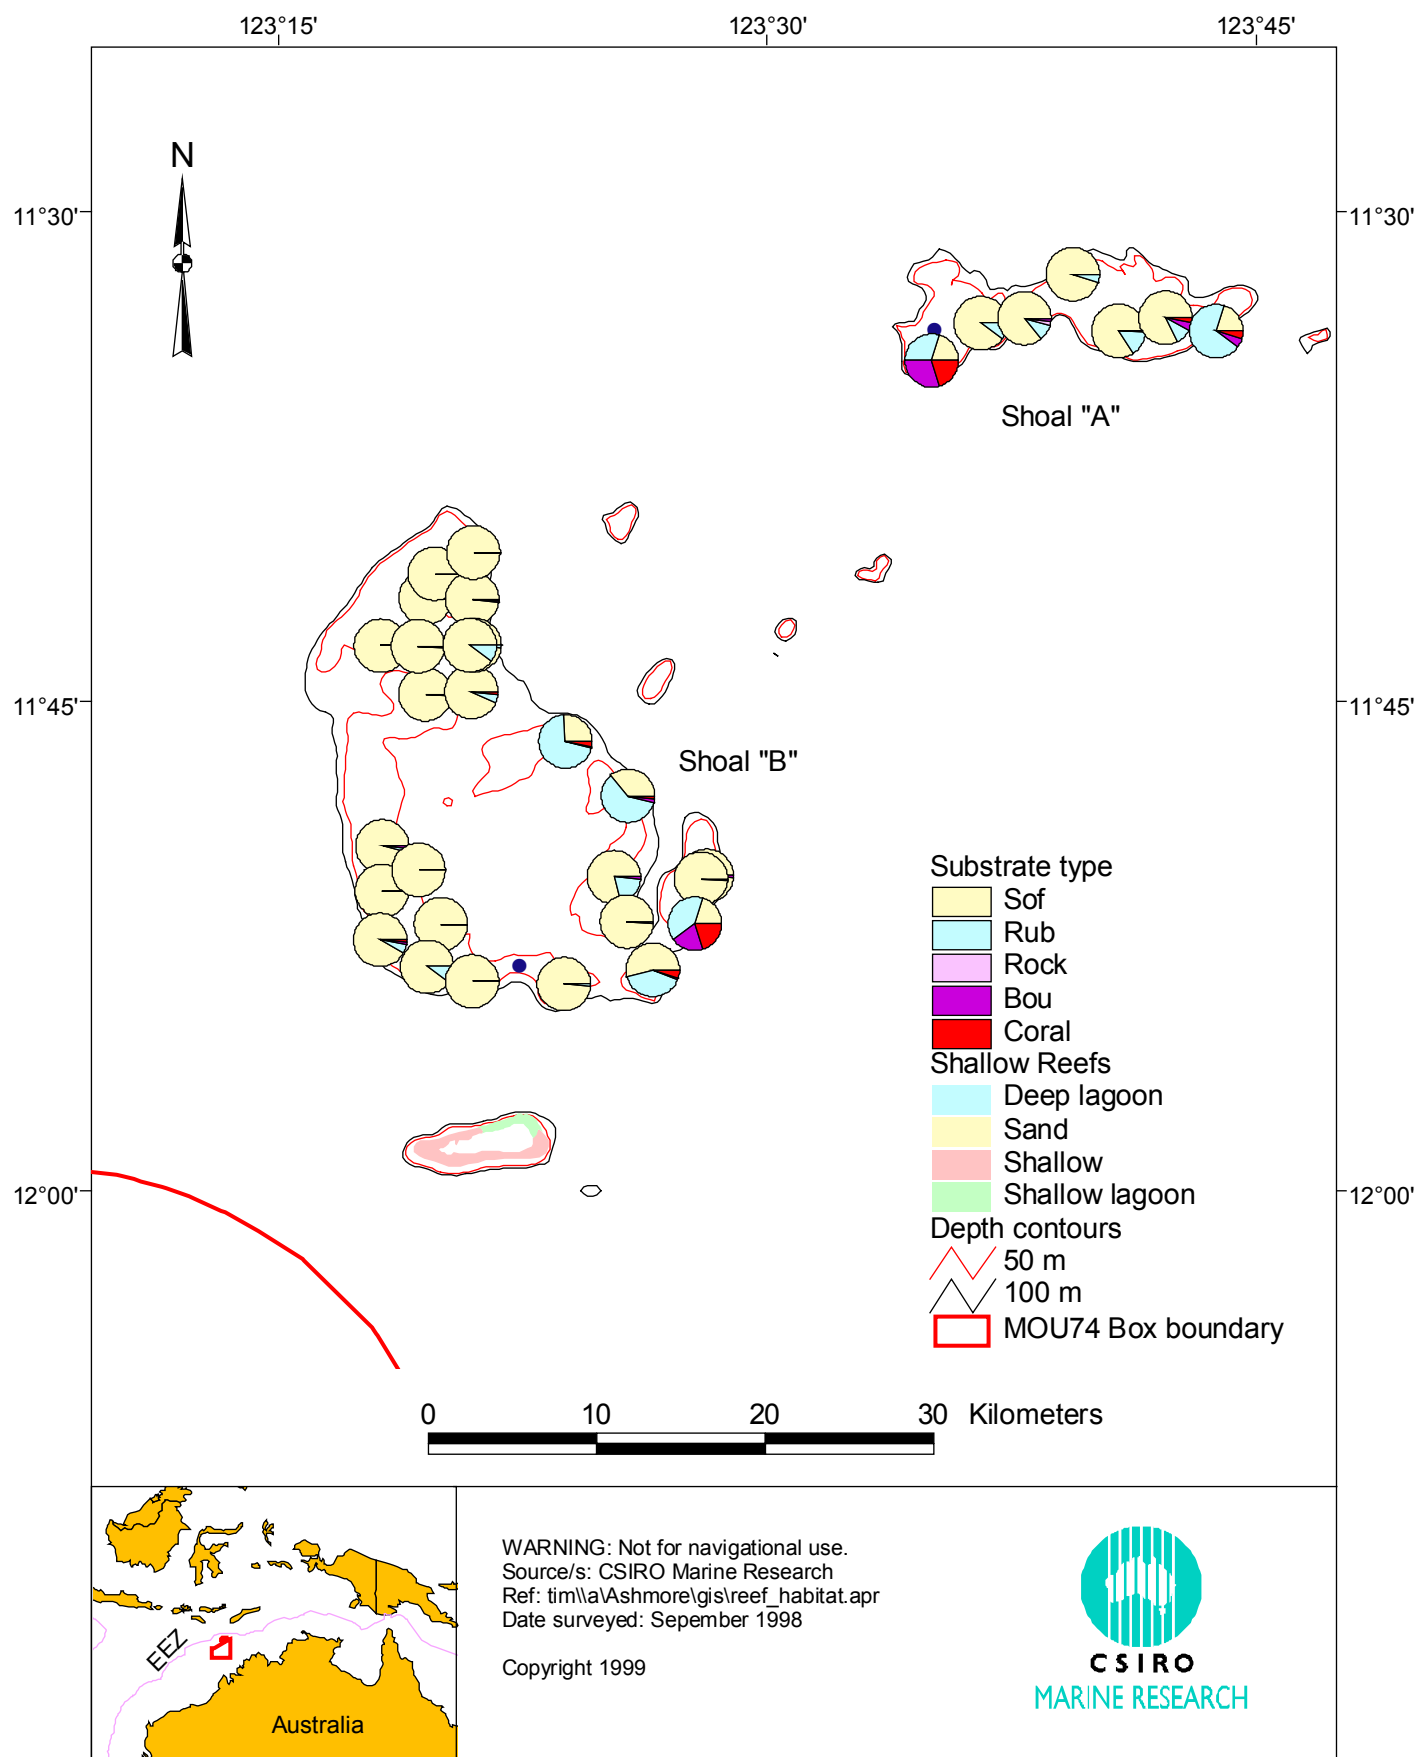 123°15' 123°30' 123°45'
N
11°30' 11°30'
Shoal "A"
11°45' 11°45'
Shoal "B"
Substrate type
Sof
Rub
Rock
Bou
Coral
Shallow Reefs
Deep lagoon
Sand
Shallow
Shallow lagoon
Depth contours
50 m
100 m
MOU74 Box boundary
12°00' 12°00'
0 10 20 30 Kilometers
EEZ
Australia
WARNING: Not for navigational use.
Source/s: CSIRO Marine Research
Ref: tim\\a\Ashmore\gis\reef_habitat.apr
Date surveyed: Sepember 1998
Copyright 1999
CSIRO
MARINE RESEARCH